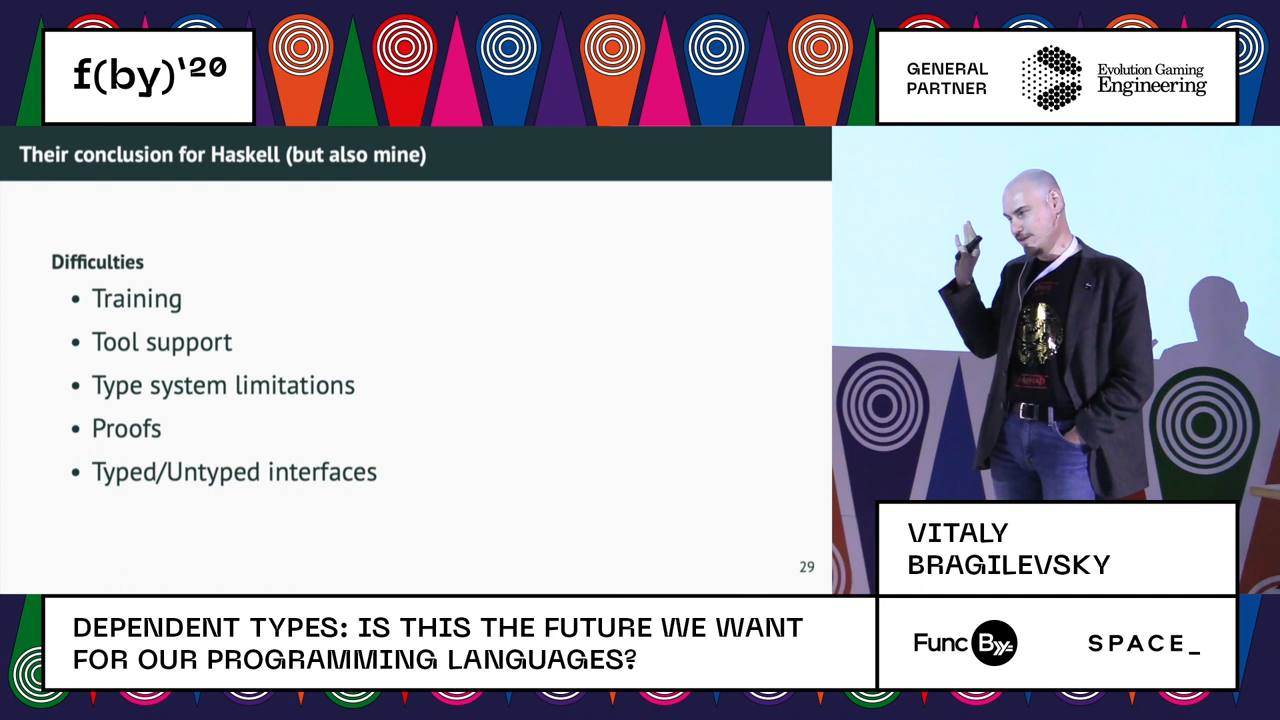 f(by)'20
GENERAL
PARTNER
Evolution Gaming
Engineering
Their conclusion for Haskell (but also mine)
Difficulties
• Training
• Tool support
• Type system limitations
• Proofs
• Typed/Untyped interfaces
29
VITALY
BRAGILEVSKY
DEPENDENT TYPES: IS THIS THE FUTURE WE WANT
FOR OUR PROGRAMMING LANGUAGES?
Func By
SPACE_